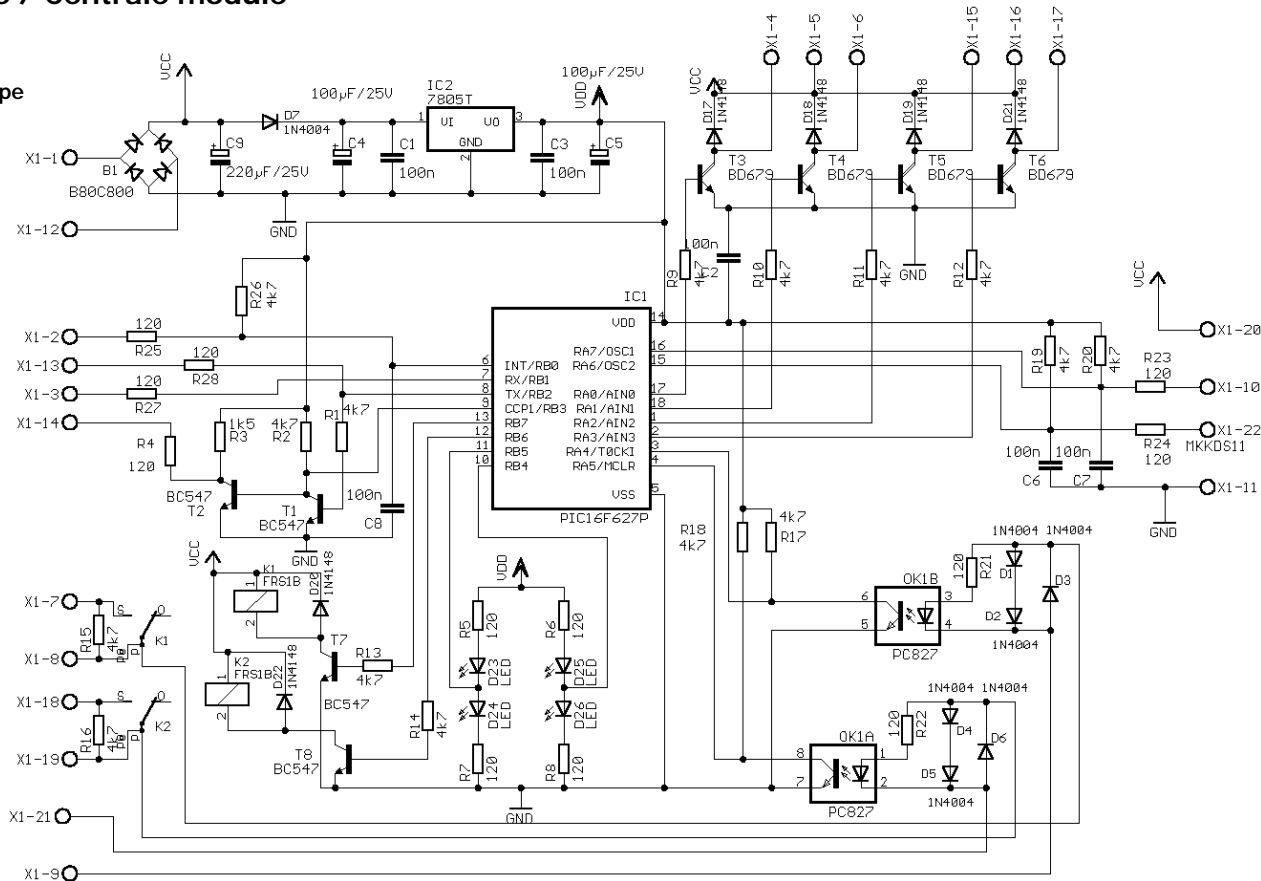 centrale module
pe
X1-4
X1-5
X1-6
X1-15
X1-16
X1-17
VCC
100µF/25V
IC2
7805T
100µF/25V
VDD
VCC
D17
1N4148
D18
1N4148
D19
1N4148
D21
1N4148
D7
1N4004
1
VI
VO
3
GND
2
X1-1
B1
B80C800
C9
220µF/25V
C4
C1
100n
C3
100n
C5
T3
BD679
T4
BD679
T5
BD679
T6
BD679
X1-12
GND
100n
C2
R9
4k7
R10
4k7
R11
4k7
R12
4k7
GND
VCC
R26
4k7
IC1
X1-2
120
R25
X1-13
120
R28
X1-3
120
R27
X1-14
VDD
14
RA7/OSC1
16
RA6/OSC2
15
6
INT/RB0
7
RX/RB1
8
TX/RB2
RA0/AIN0
17
9
CCP1/RB3
RA1/AIN1
18
13
RB7
RA2/AIN2
1
12
RB6
RA3/AIN3
2
11
RB5
RA4/T0CKI
3
10
RB4
RA5/MCLR
4
VSS
5
PIC16F627P
R19
4k7
R20
4k7
R23
120
X1-20
X1-10
X1-22
R24
120
MKKDS11
100n
C6
100n
C7
X1-11
GND
R4
120
1k5
R3
4k7
R2
R1
4k7
BC547
T2
BC547
T1
100n
C8
GND
VCC
K1
FRS1B
1
2
D20
1N4148
VDD
R18
4k7
4k7
R17
OK1B
6
5
3
4
PC827
120
R21
1N4004
1N4004
D1
D2
D3
1N4004
X1-7
R15
4k7
S
O
P
K1
X1-8
K2
FRS1B
1
2
D22
1N4148
T7
BC547
R13
4k7
R14
4k7
T8
BC547
R5
120
R6
120
D23
LED
D25
LED
D24
LED
D26
LED
R7
120
R8
120
GND
X1-18
R16
4k7
S
O
P
K2
X1-19
OK1A
8
7
1
2
PC827
120
R22
1N4004
1N4004
D4
D5
D6
1N4004
X1-21
X1-9